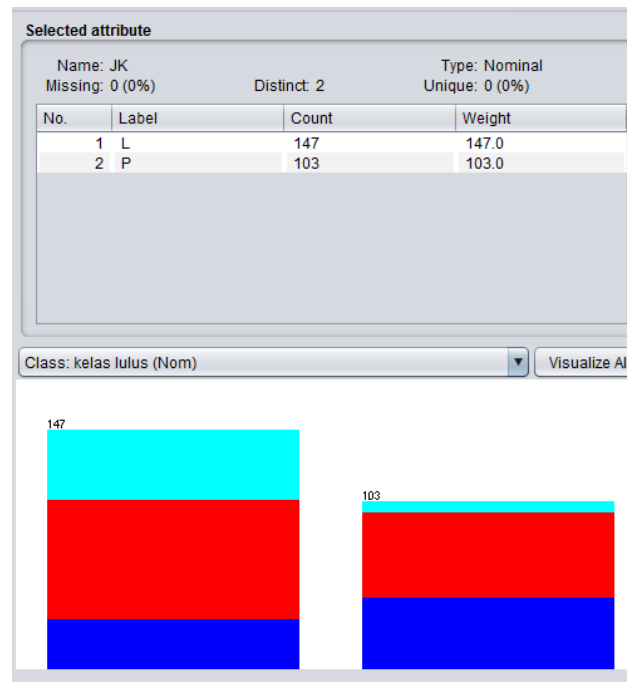 Selected attribute
Name: JK Type: Nominal
Missing: 0 (0%) Distinct: 2 Unique: 0 (0%)
No. Label Count Weight
1 L 147 147.0
2 P 103 103.0
Class: kelas lulus (Nom) Visualize Al
147
103